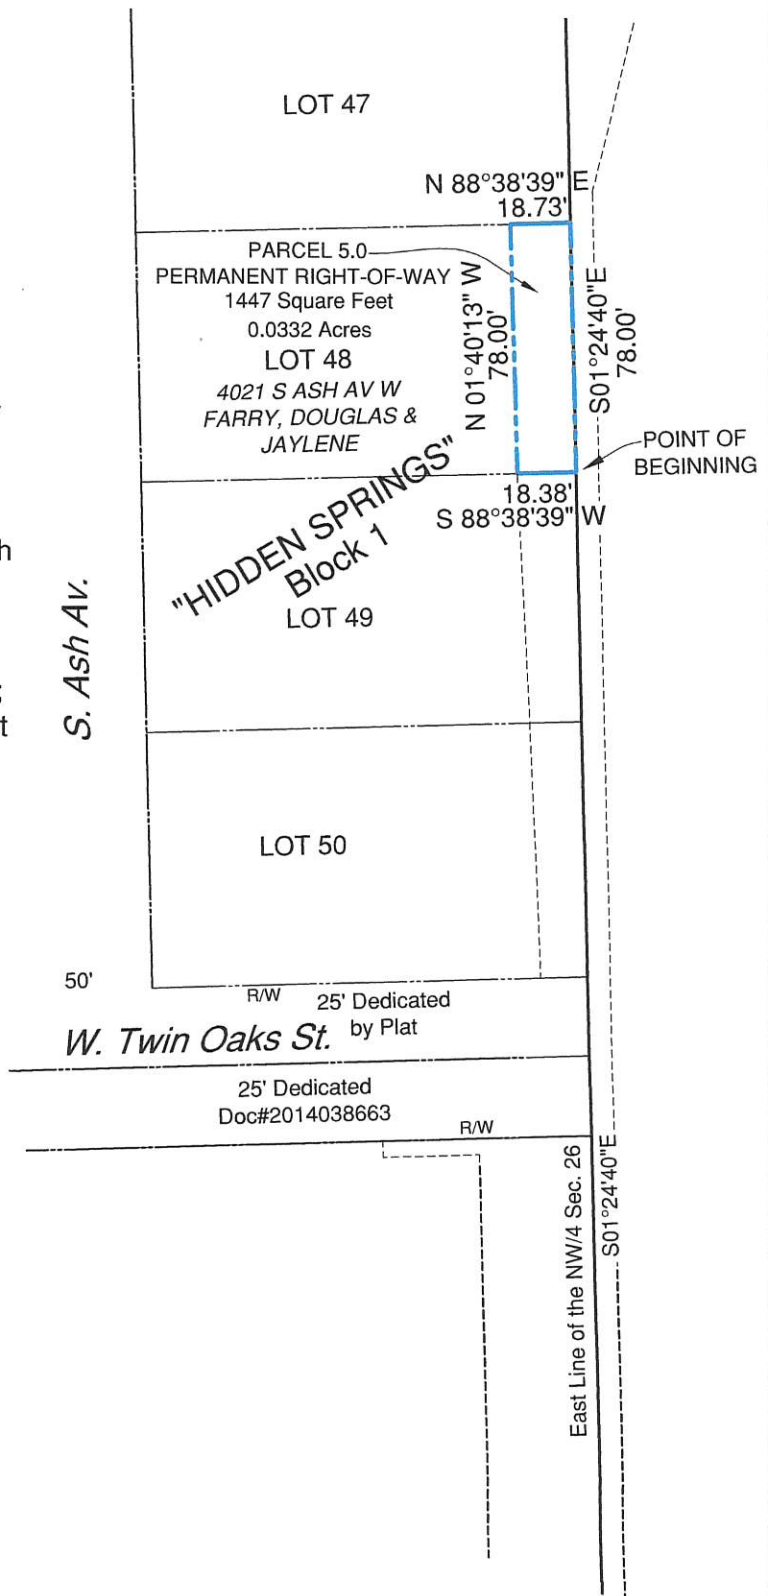 LOT 47
N 88°38'39" E
18.73'
PARCEL 5.0
PERMANENT RIGHT-OF-WAY
1447 Square Feet
0.0332 Acres
LOT 48
4021 S ASH AV W
FARRY, DOUGLAS &
JAYLENE
N 01°40'13" W
78.00'
S01°24'40"E
78.00'
POINT OF
BEGINNING
18.38'
S 88°38'39" W
"HIDDEN SPRINGS"
Block 1
h
LOT 49
S. Ash Av.
t
LOT 50
50'
R/W
25' Dedicated
by Plat
W. Twin Oaks St.
25' Dedicated
Doc#2014038663
R/W
East Line of the NW/4 Sec. 26
S01°24'40"E